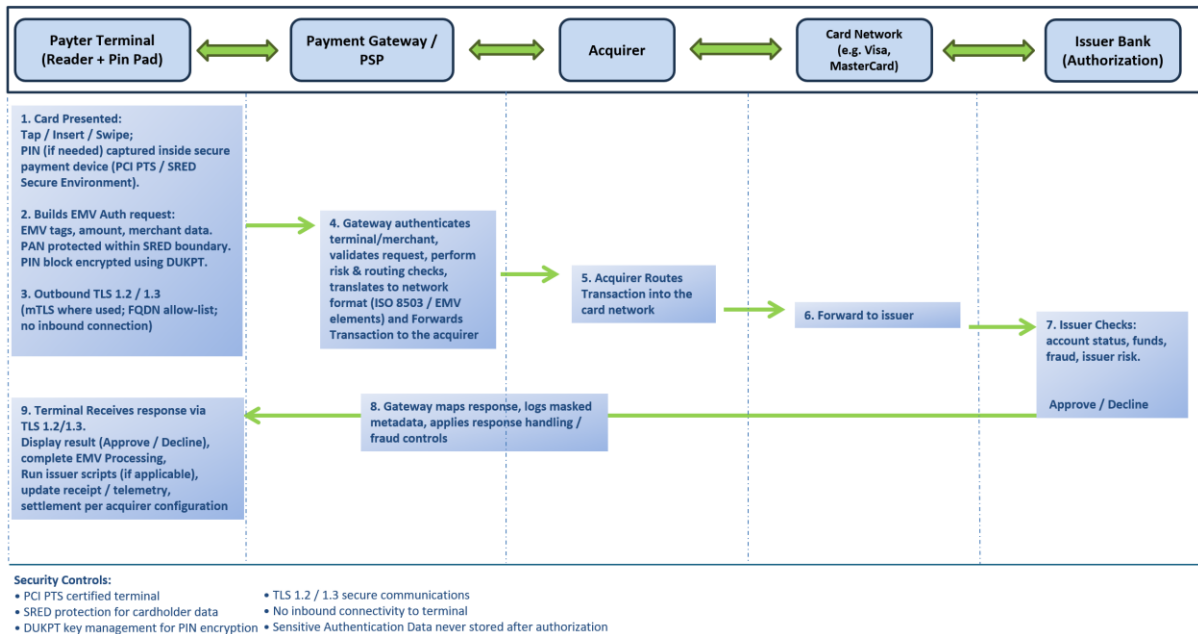 Payter Terminal
(Reader + Pin Pad)
Payment Gateway /
PSP
Acquirer
Card Network
(e.g. Visa,
MasterCard)
Issuer Bank
(Authorization)
1. Card Presented:
Tap / Insert / Swipe;
PIN (if needed) captured inside secure
payment device (PCI PTS / SRED
Secure Environment).
2. Builds EMV Auth request:
EMV tags, amount, merchant data.
PAN protected within SRED boundary.
PIN block encrypted using DUKPT.
3. Outbound TLS 1.2 / 1.3
(mTLS where used; FQDN allow-list;
no inbound connection)
4. Gateway authenticates
terminal/merchant,
validates request, perform
risk & routing checks,
translates to network
format (ISO 8503 / EMV
elements) and Forwards
Transaction to the acquirer
5. Acquirer Routes
Transaction into the
card network
6. Forward to issuer
7. Issuer Checks:
account status, funds,
fraud, issuer risk.
Approve / Decline
8. Gateway maps response, logs masked
metadata, applies response handling /
fraud controls
9. Terminal Receives response via
TLS 1.2/1.3.
Display result (Approve / Decline),
complete EMV Processing,
Run issuer scripts (if applicable),
update receipt / telemetry,
settlement per acquirer configuration
Security Controls:
• PCI PTS certified terminal
• SRED protection for cardholder data
• DUKPT key management for PIN encryption
• TLS 1.2 / 1.3 secure communications
• No inbound connectivity to terminal
• Sensitive Authentication Data never stored after authorization